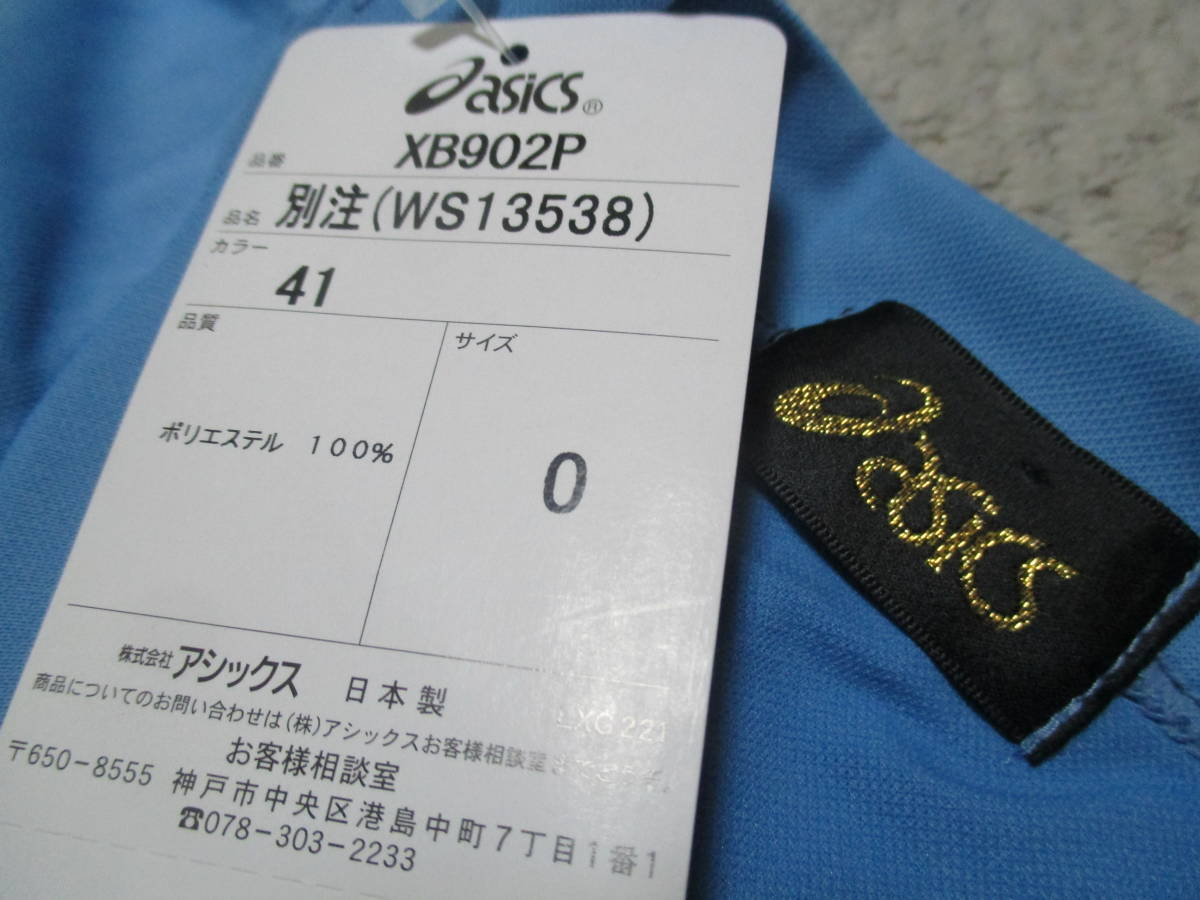 asics®
品番 XB902P
品名 別注(WS13538)
カラー
41
品質
サイズ
ポリエステル 100%
0
株式会社アシックス 日本製
LXG221
商品についてのお問い合わせは(株)アシックスお客様相談室まで
お客様相談室
〒650-8555 神戸市中央区港島中町7丁目1番1
☎078-303-2233
asics